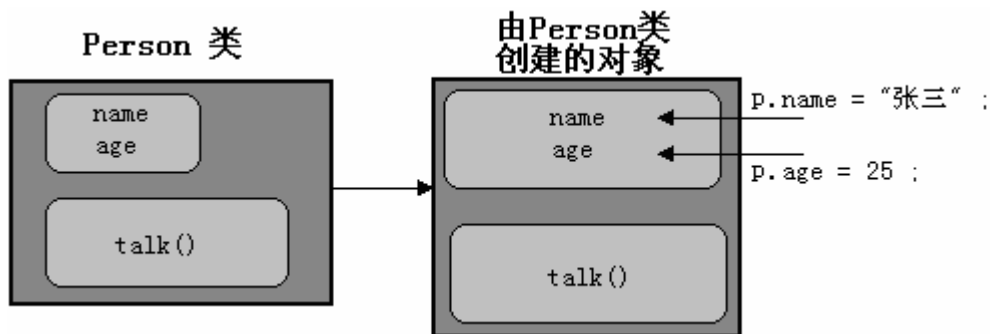 Person 类
name
age
talk()
由Person类
创建的对象
name
age
talk()
p.name = "张三" ;
p.age = 25 ;